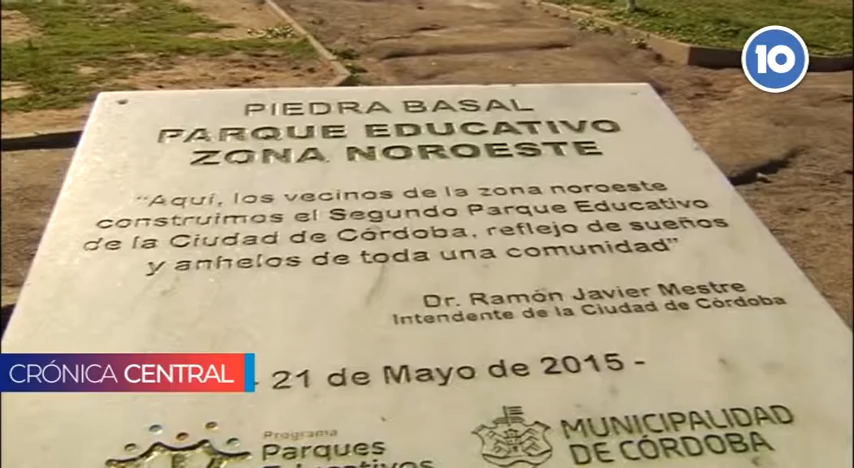 10
PIEDRA BASAL
PARQUE EDUCATIVO
ZONA NOROESTE
"Aquí, los vecinos de la zona noroeste
construimos el Segundo Parque Educativo
de la Ciudad de Córdoba, reflejo de sueños
y anhelos de toda una comunidad"
Dr. Ramón Javier Mestre
Intendente de la Ciudad de Córdoba
CRÓNICA CENTRAL
- 21 de Mayo de 2015 -
Programa
Parques
Educativos
MUNICIPALIDAD
DE CÓRDOBA